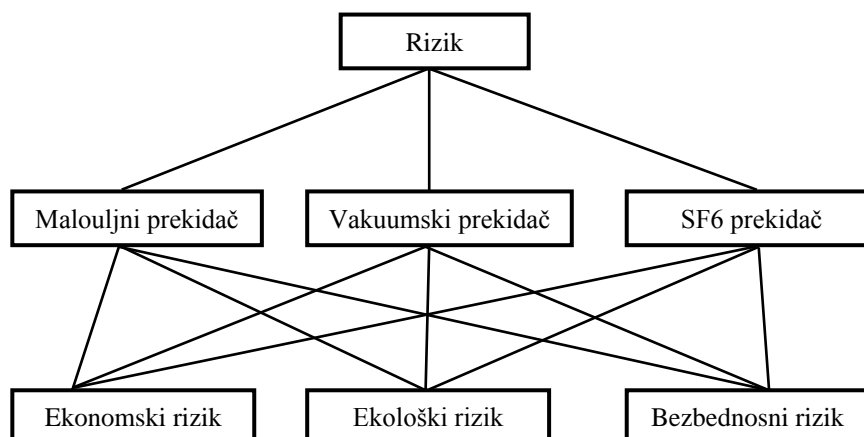 Rizik
Malouljni prekidač
Vakuumski prekidač
SF6 prekidač
Ekonomski rizik
Ekološki rizik
Bezbednosni rizik